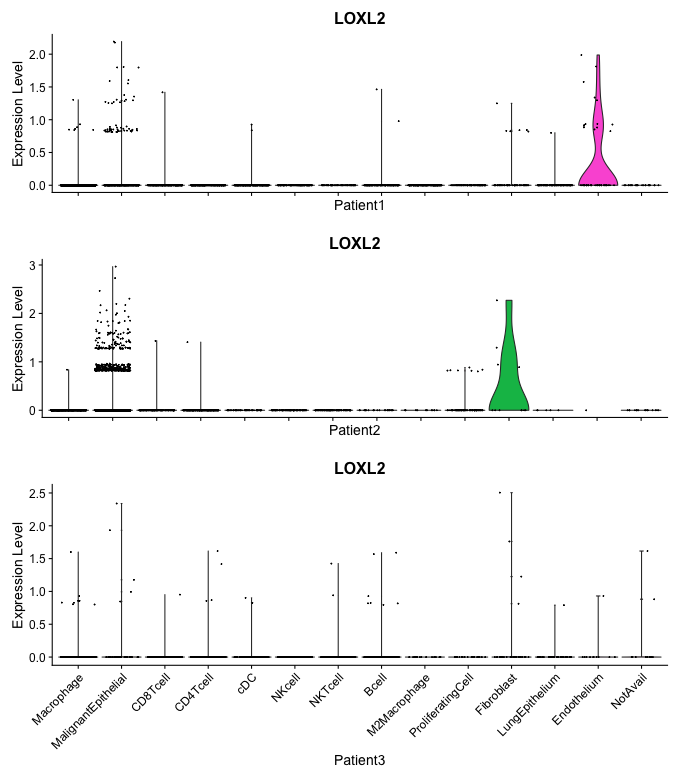 LOXL2
Expression Level
2.0
1.5
1.0
0.5
0.0
Patient1
LOXL2
Expression Level
3
2
1
0
Patient2
LOXL2
Expression Level
2.5
2.0
1.5
1.0
0.5
0.0
Macrophage
MalignantEpithelial
CD8Tcell
CD4Tcell
cDC
NKcell
NKTcell
Bcell
M2Macrophage
ProliferatingCell
Fibroblast
LungEpithelium
Endothelium
NotAvail
Patient3